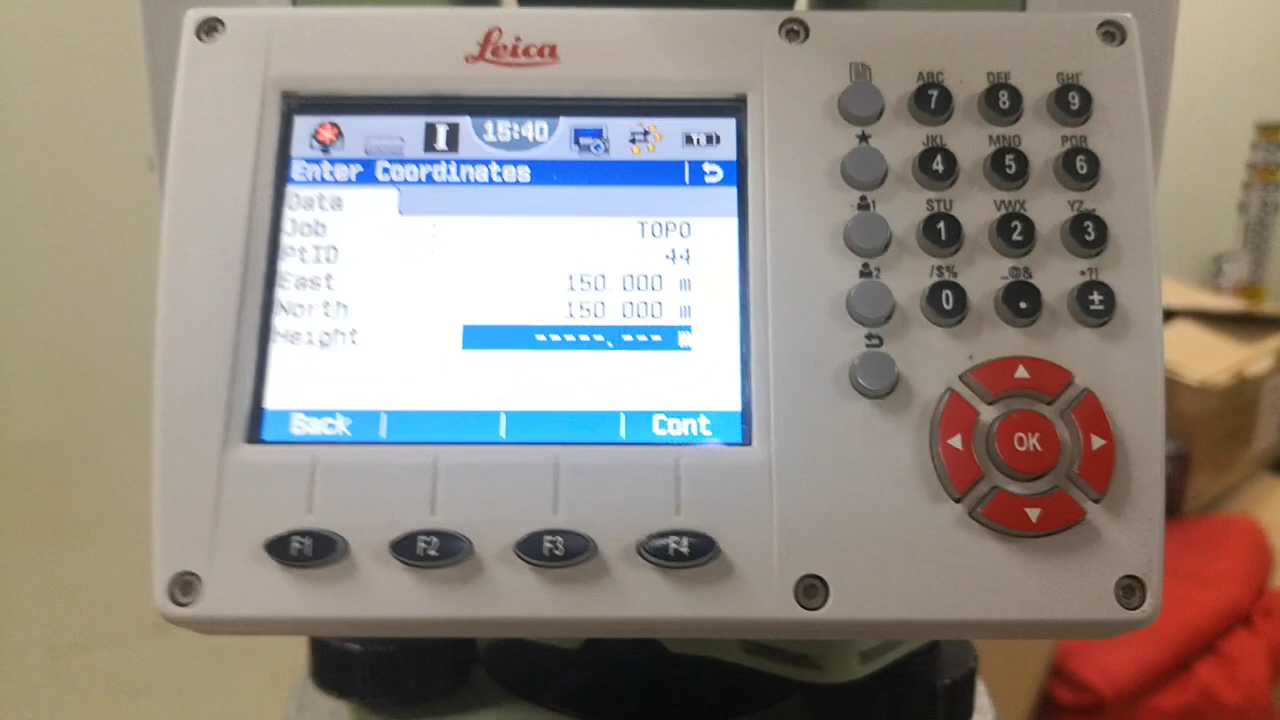 Leica
15:40
Enter Coordinates
Data
Job : TOPO
PtID 44
East 150.000 m
North 150.000 m
Height -----.--- m
Back Cont
F1 F2 F3 F4
ABC DEF GHI
7 8 9
JKL MNO PQR
4 5 6
1 STU VWX YZ
1 2 3
2 /$% _@& *?!
0 . ±
OK